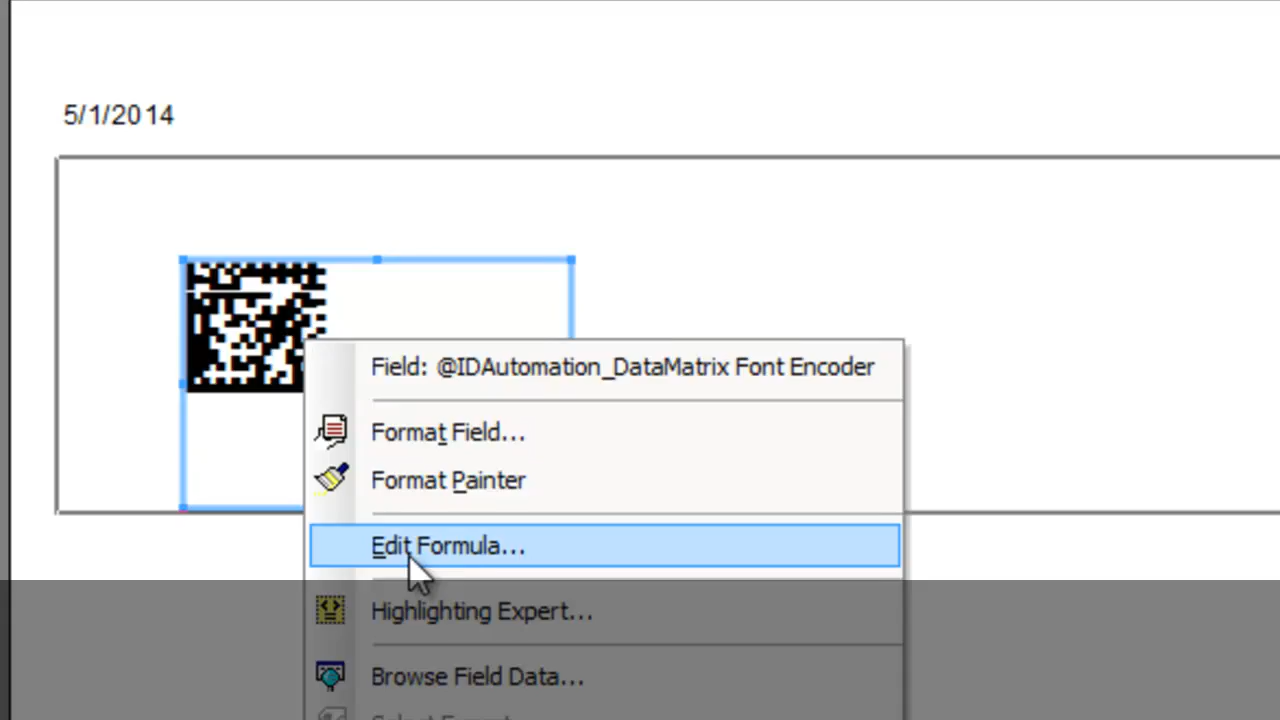 5/1/2014
Field: @IDAutomation_DataMatrix Font Encoder
Format Field...
Format Painter
Edit Formula...
Highlighting Expert...
Browse Field Data...